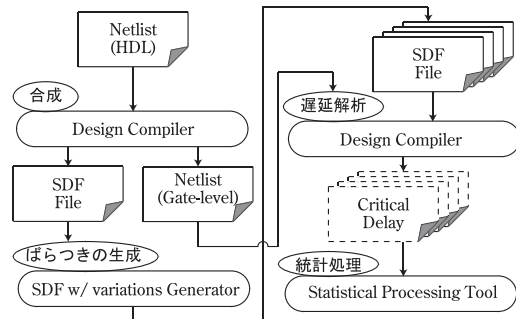 Netlist
(HDL)
合成
Design Compiler
SDF
File
Netlist
(Gate-level)
ばらつきの生成
SDF w/ variations Generator
SDF
File
遅延解析
Design Compiler
Critical
Delay
統計処理
Statistical Processing Tool